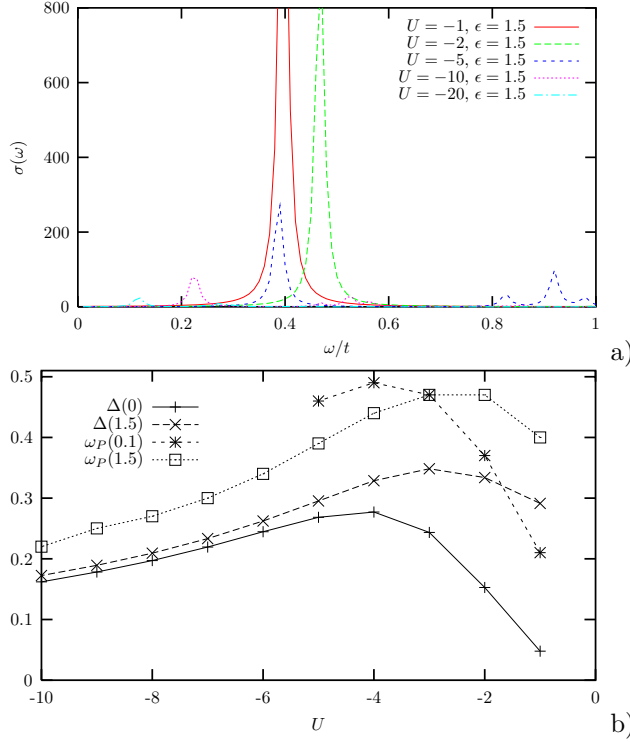 800
600
400
200
0
σ(ω)
0
0.2
0.4
0.6
0.8
1
ω/t
U = −1, ϵ = 1.5
U = −2, ϵ = 1.5
U = −5, ϵ = 1.5
U = −10, ϵ = 1.5
U = −20, ϵ = 1.5
a)
0.5
0.4
0.3
0.2
0.1
0
Δ(0)
Δ(1.5)
ω_P(0.1)
ω_P(1.5)
-10
-8
-6
-4
-2
0
U
b)